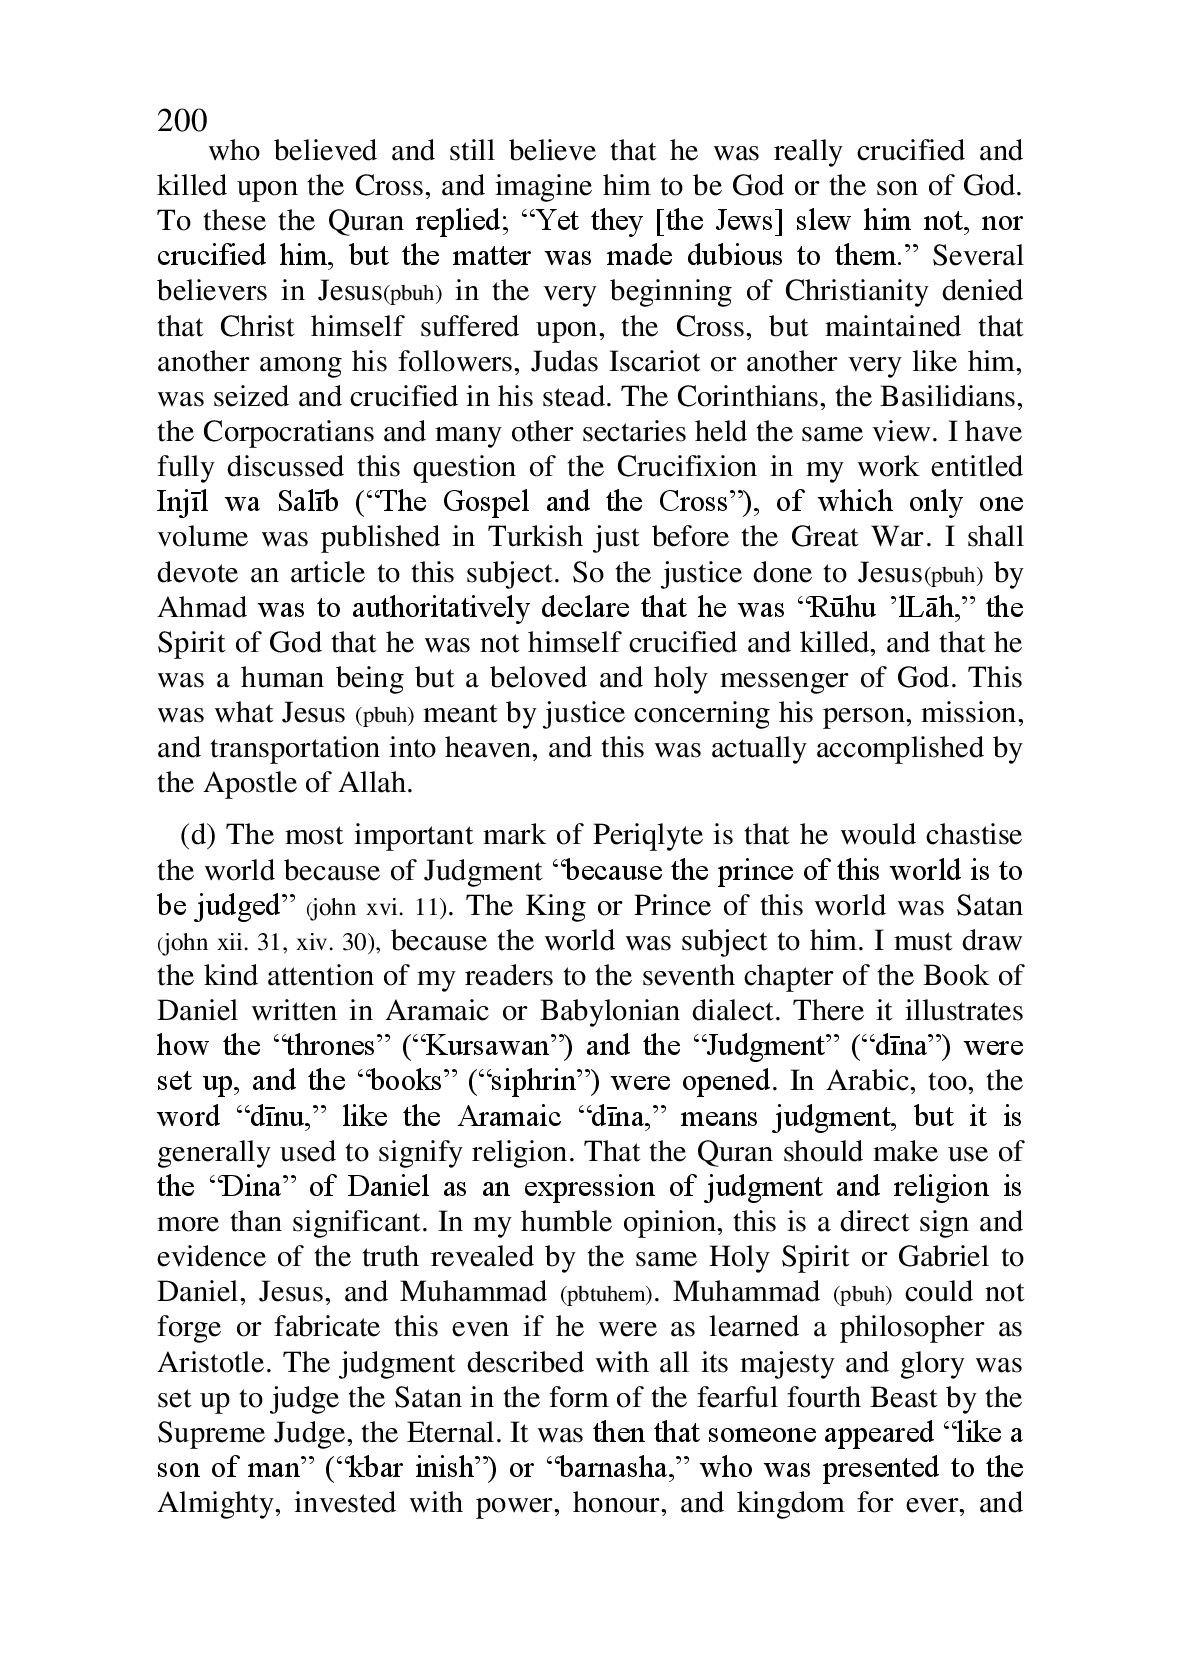 200
who believed and still believe that he was really crucified and
killed upon the Cross, and imagine him to be God or the son of God.
To these the Quran replied; “Yet they [the Jews] slew him not, nor
crucified him, but the matter was made dubious to them.” Several
believers in Jesus(pbuh) in the very beginning of Christianity denied
that Christ himself suffered upon, the Cross, but maintained that
another among his followers, Judas Iscariot or another very like him,
was seized and crucified in his stead. The Corinthians, the Basilidians,
the Corpocratians and many other sectaries held the same view. I have
fully discussed this question of the Crucifixion in my work entitled
Injīl wa Salīb (“The Gospel and the Cross”), of which only one
volume was published in Turkish just before the Great War. I shall
devote an article to this subject. So the justice done to Jesus(pbuh) by
Ahmad was to authoritatively declare that he was “Rūhu ’lLāh,” the
Spirit of God that he was not himself crucified and killed, and that he
was a human being but a beloved and holy messenger of God. This
was what Jesus (pbuh) meant by justice concerning his person, mission,
and transportation into heaven, and this was actually accomplished by
the Apostle of Allah.
(d) The most important mark of Periqlyte is that he would chastise
the world because of Judgment “because the prince of this world is to
be judged” (john xvi. 11). The King or Prince of this world was Satan
(john xii. 31, xiv. 30), because the world was subject to him. I must draw
the kind attention of my readers to the seventh chapter of the Book of
Daniel written in Aramaic or Babylonian dialect. There it illustrates
how the “thrones” (“Kursawan”) and the “Judgment” (“dīna”) were
set up, and the “books” (“siphrin”) were opened. In Arabic, too, the
word “dīnu,” like the Aramaic “dīna,” means judgment, but it is
generally used to signify religion. That the Quran should make use of
the “Dina” of Daniel as an expression of judgment and religion is
more than significant. In my humble opinion, this is a direct sign and
evidence of the truth revealed by the same Holy Spirit or Gabriel to
Daniel, Jesus, and Muhammad (pbtuhem). Muhammad (pbuh) could not
forge or fabricate this even if he were as learned a philosopher as
Aristotle. The judgment described with all its majesty and glory was
set up to judge the Satan in the form of the fearful fourth Beast by the
Supreme Judge, the Eternal. It was then that someone appeared “like a
son of man” (“kbar inish”) or “barnasha,” who was presented to the
Almighty, invested with power, honour, and kingdom for ever, and